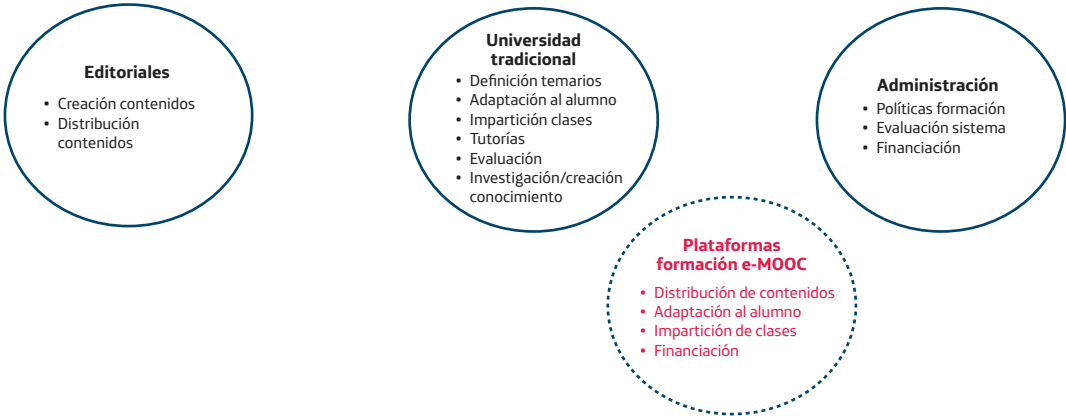 Editoriales
• Creación contenidos
• Distribución
contenidos
Universidad
tradicional
• Definición temarios
• Adaptación al alumno
• Impartición clases
• Tutorías
• Evaluación
• Investigación/creación
conocimiento
Administración
• Políticas formación
• Evaluación sistema
• Financiación
Plataformas
formación e-MOOC
• Distribución de contenidos
• Adaptación al alumno
• Impartición de clases
• Financiación